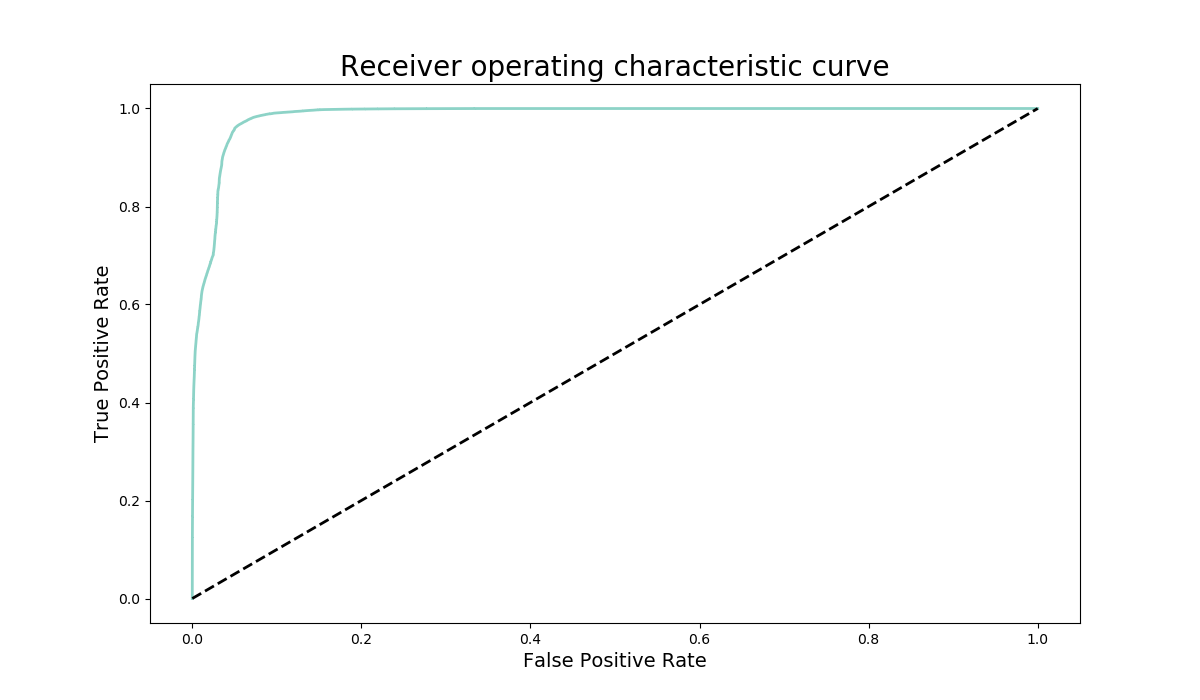 Receiver operating characteristic curve
1.0
0.8
0.6
0.4
0.2
0.0
True Positive Rate
0.0 0.2 0.4 0.6 0.8 1.0
False Positive Rate